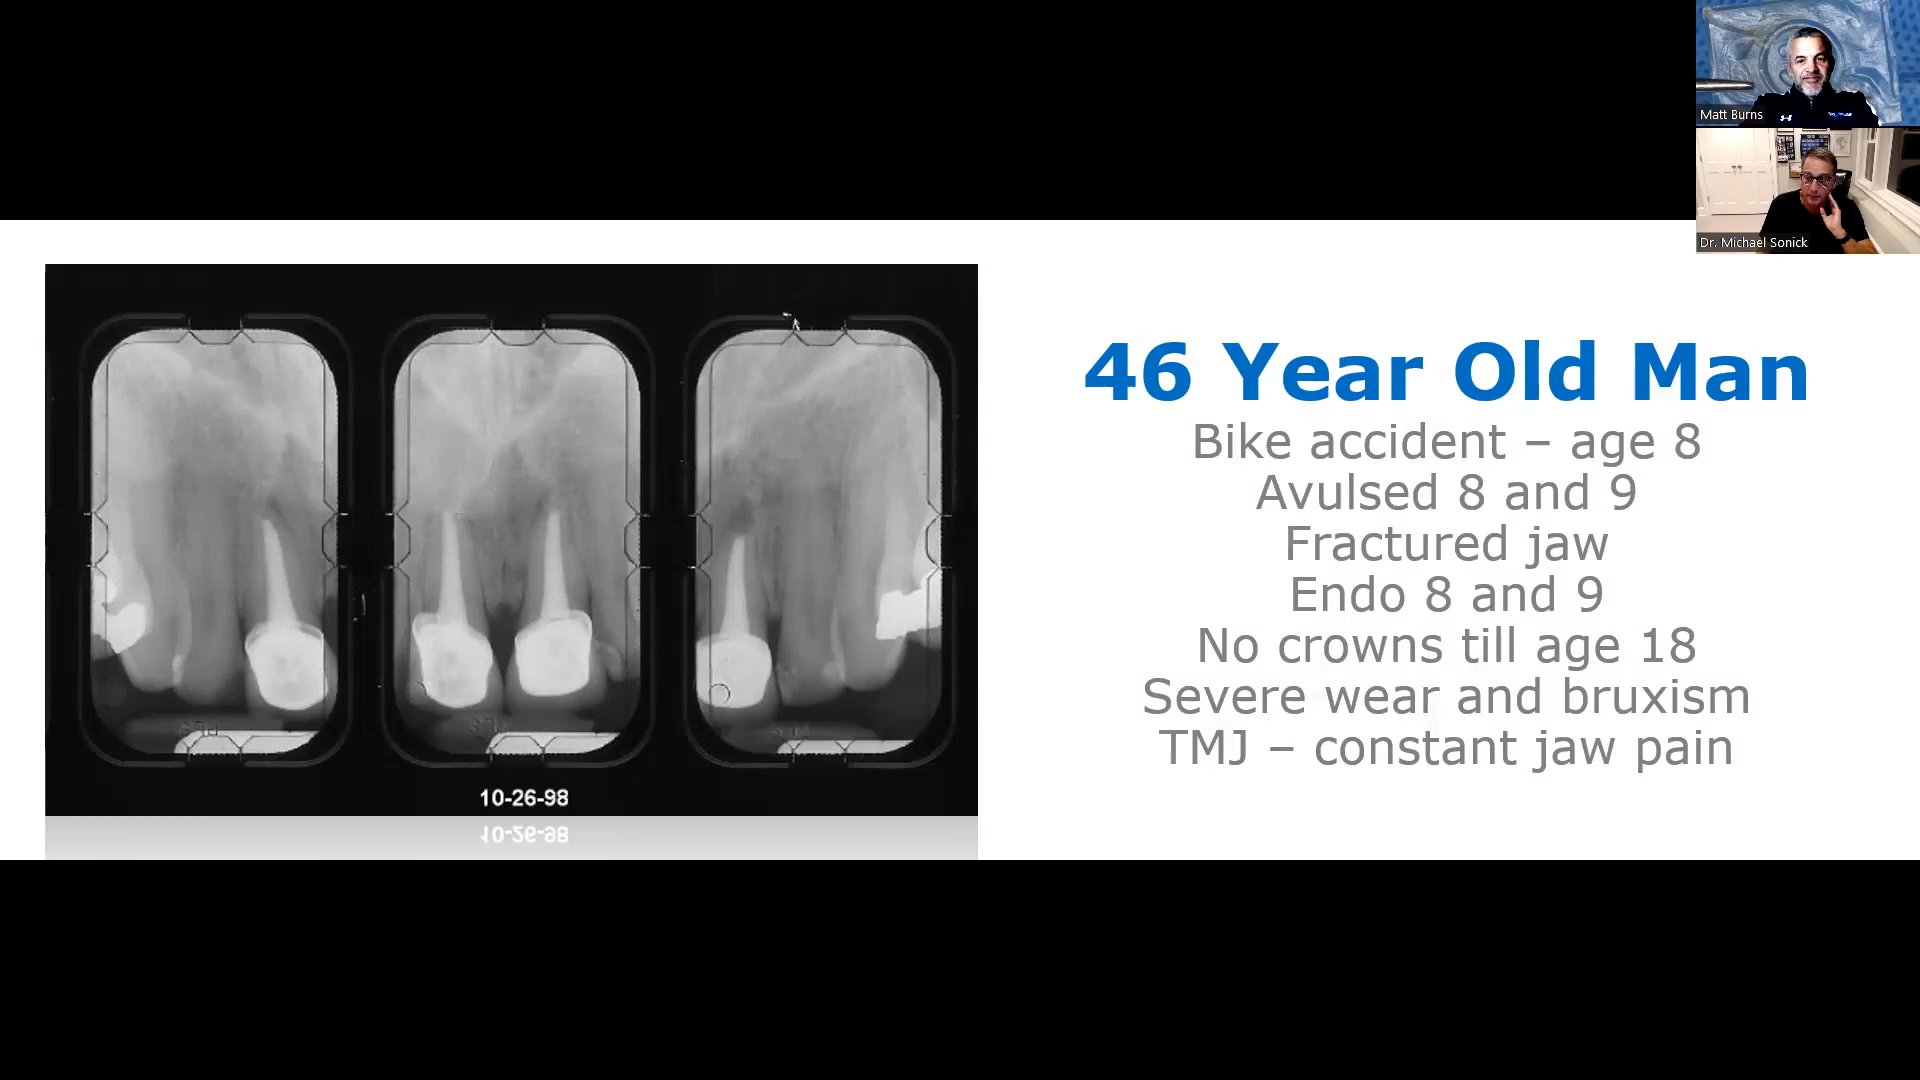 Matt Burns
Dr. Michael Sonick
46 Year Old Man
Bike accident – age 8
Avulsed 8 and 9
Fractured jaw
Endo 8 and 9
No crowns till age 18
Severe wear and bruxism
TMJ – constant jaw pain
10-26-98